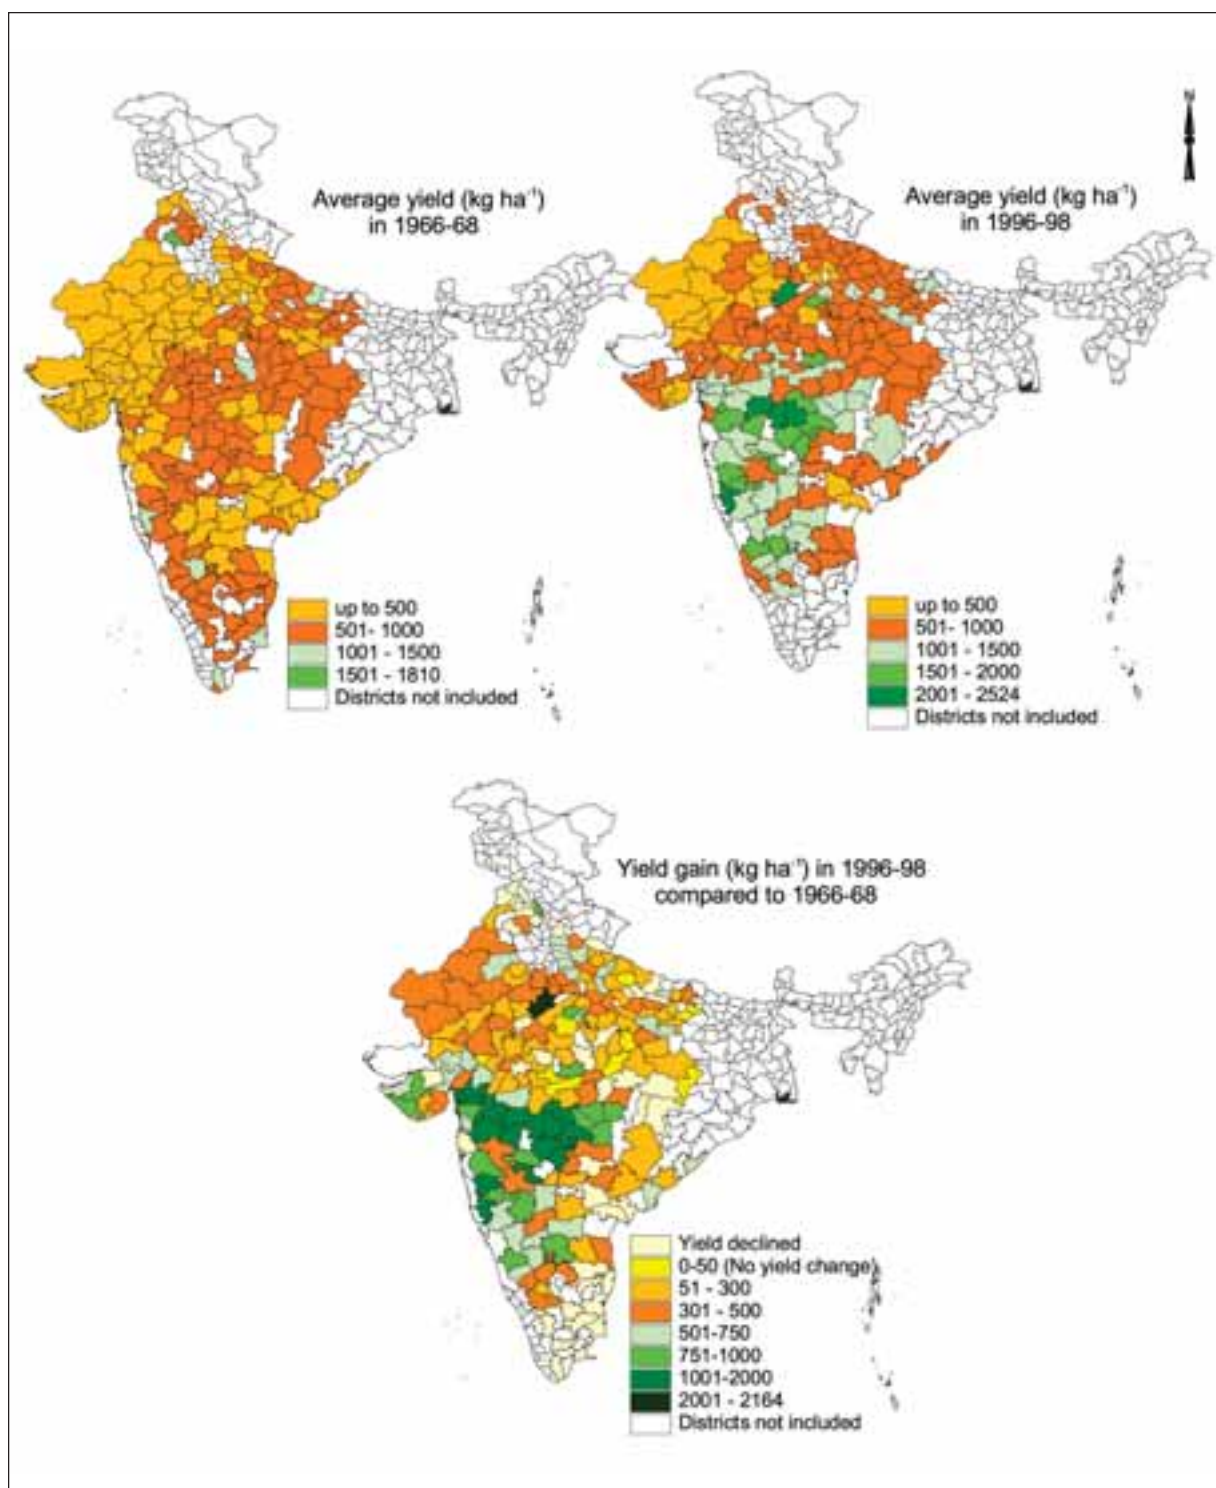 N
Average yield (kg ha⁻¹)
in 1966-68
Average yield (kg ha⁻¹)
in 1996-98
up to 500
501- 1000
1001 - 1500
1501 - 1810
Districts not included
up to 500
501- 1000
1001 - 1500
1501 - 2000
2001 - 2524
Districts not included
Yield gain (kg ha⁻¹) in 1996-98
compared to 1966-68
Yield declined
0-50 (No yield change)
51 - 300
301 - 500
501-750
751-1000
1001-2000
2001 - 2164
Districts not included